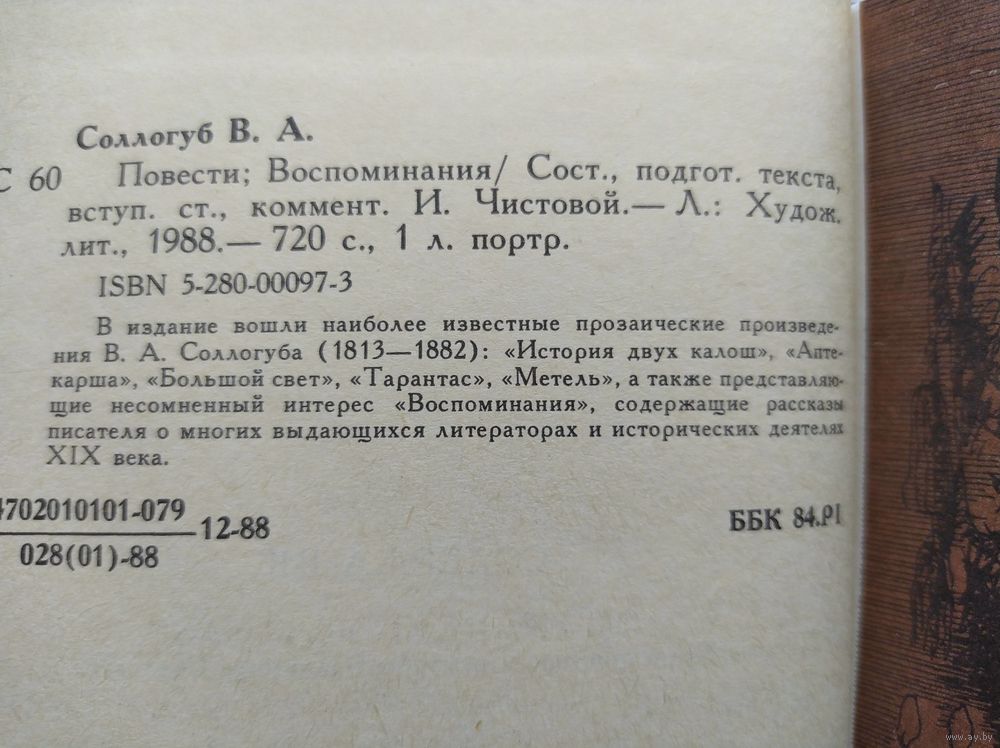 Соллогуб В. А.
С 60 Повести; Воспоминания/ Сост., подгот. текста,
вступ. ст., коммент. И. Чистовой.— Л.: Худож.
лит., 1988.— 720 с., 1 л. портр.
ISBN 5-280-00097-3
В издание вошли наиболее известные прозаические произведе-
ния В. А. Соллогуба (1813—1882): «История двух калош», «Апте-
карша», «Большой свет», «Тарантас», «Метель», а также представляю-
щие несомненный интерес «Воспоминания», содержащие рассказы
писателя о многих выдающихся литераторах и исторических деятелях
XIX века.
4702010101-079
12-88
028(01)-88
ББК 84.Р1
www.ay.by